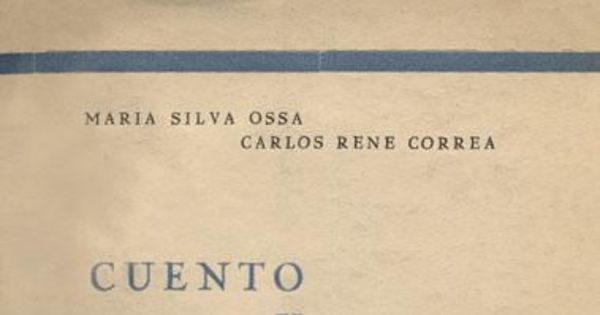 MARIA SILVA OSSA
CARLOS RENE CORREA
CUENTO